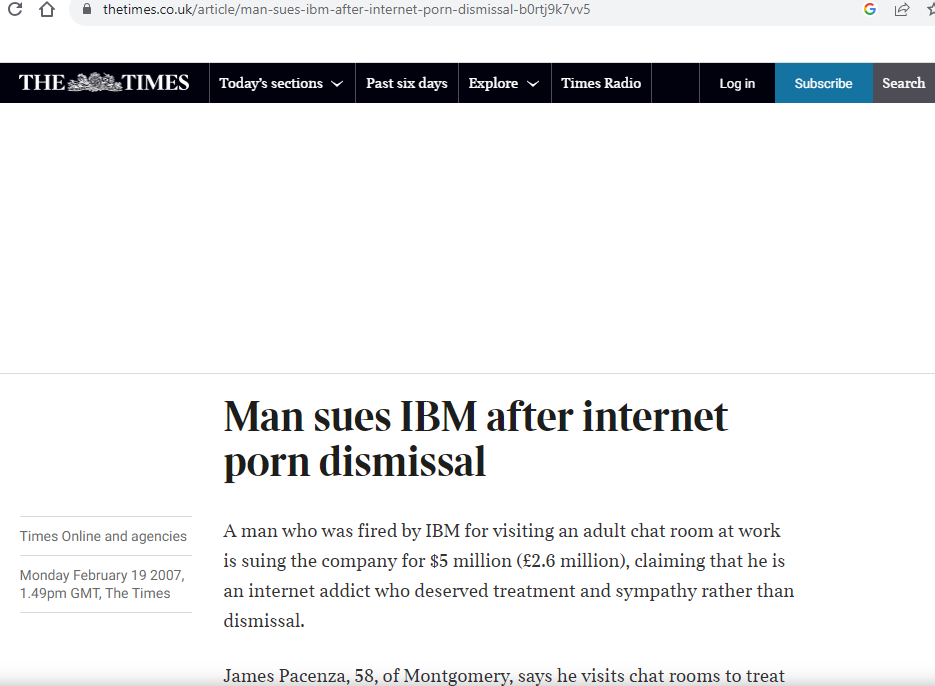 thetimes.co.uk/article/man-sues-ibm-after-internet-porn-dismissal-b0rtj9k7vv5
THE TIMES Today's sections Past six days Explore Times Radio Log in Subscribe Search
Man sues IBM after internet
porn dismissal
Times Online and agencies
Monday February 19 2007,
1.49pm GMT, The Times
A man who was fired by IBM for visiting an adult chat room at work
is suing the company for $5 million (£2.6 million), claiming that he is
an internet addict who deserved treatment and sympathy rather than
dismissal.
James Pacenza, 58, of Montgomery, says he visits chat rooms to treat